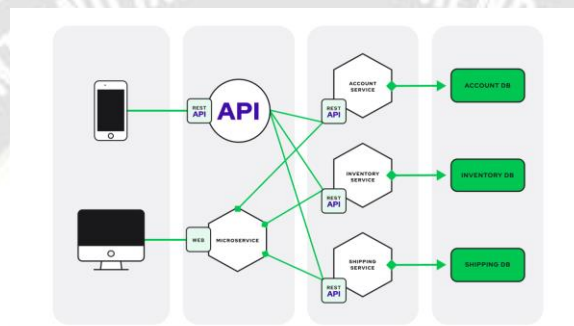 REST
API
API
WEB
MICROSERVICE
ACCOUNT
SERVICE
REST
API
INVENTORY
SERVICE
REST
API
SHIPPING
SERVICE
REST
API
ACCOUNT DB
INVENTORY DB
SHIPPING DB